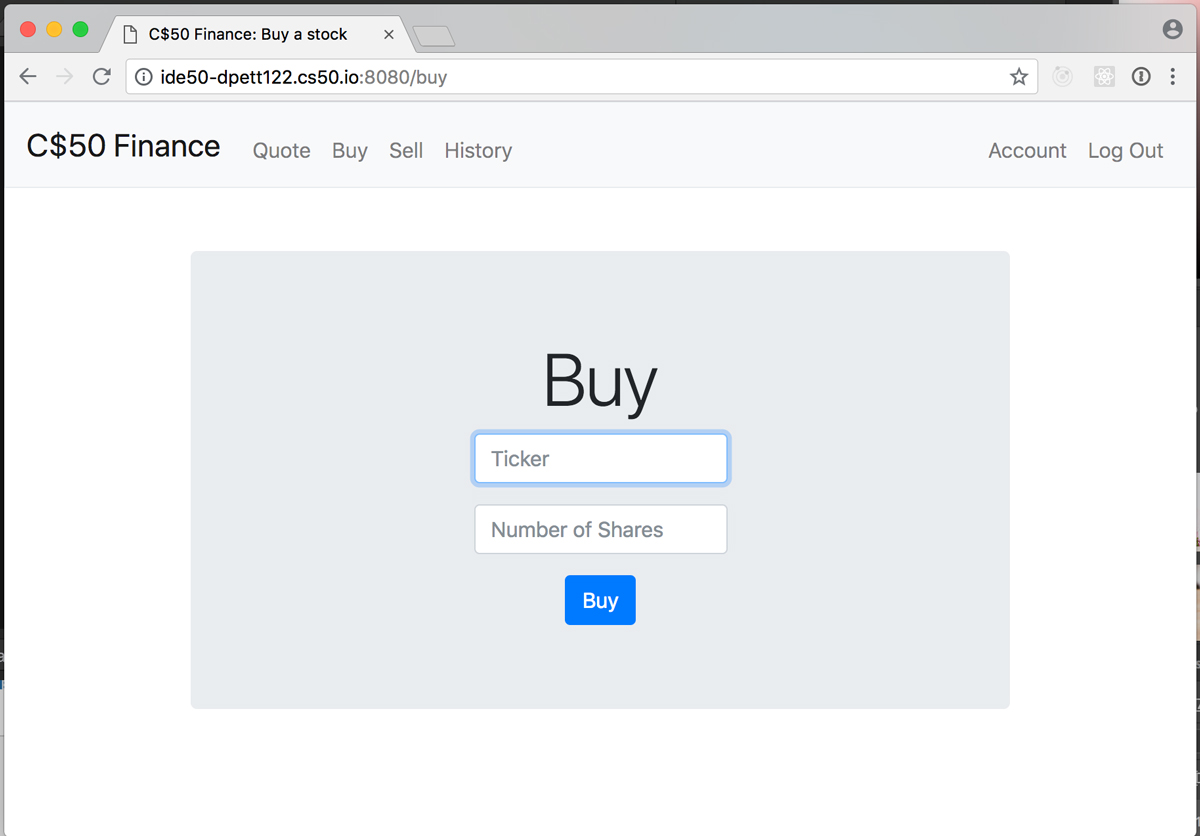 C$50 Finance: Buy a stock
ide50-dpett122.cs50.io:8080/buy
C$50 Finance Quote Buy Sell History Account Log Out
Buy
Ticker
Number of Shares
Buy